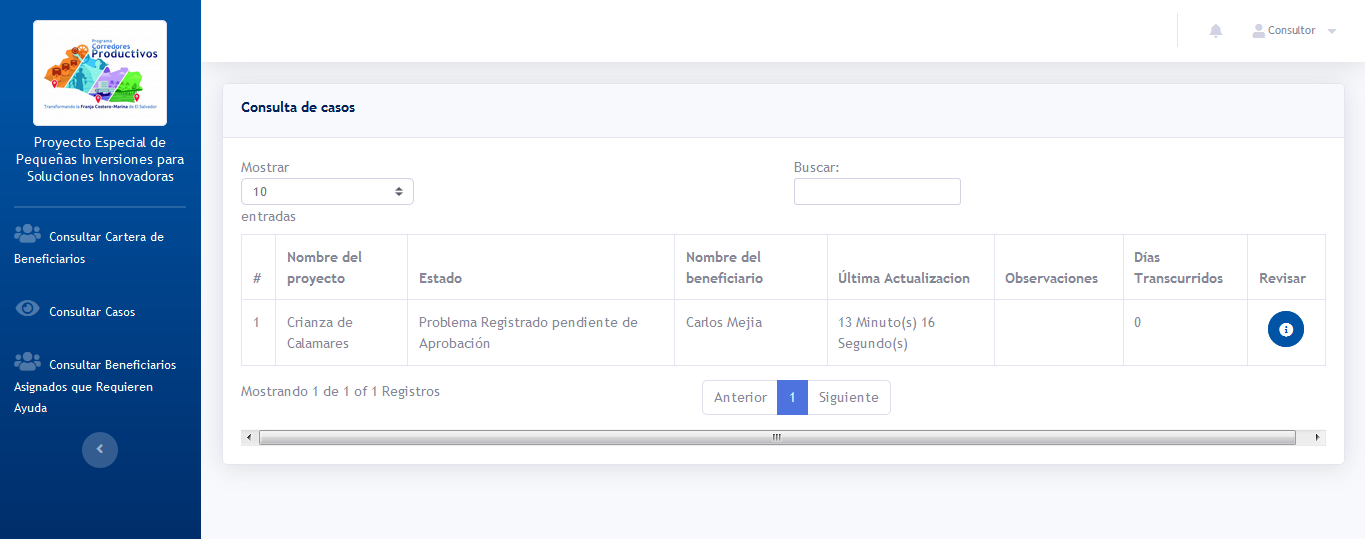 Programa
Corredores
Productivos
Transformando la Franja Costero-Marina de El Salvador
Proyecto Especial de
Pequeñas Inversiones para
Soluciones Innovadoras
Consultar Cartera de
Beneficiarios
Consultar Casos
Consultar Beneficiarios
Asignados que Requieren
Ayuda
Consultor
Consulta de casos
Mostrar
10
entradas
Buscar:
# Nombre del proyecto Estado Nombre del beneficiario Última Actualizacion Observaciones Días Transcurridos Revisar
1 Crianza de Calamares Problema Registrado pendiente de Aprobación Carlos Mejia 13 Minuto(s) 16 Segundo(s) 0
Mostrando 1 de 1 of 1 Registros
Anterior 1 Siguiente